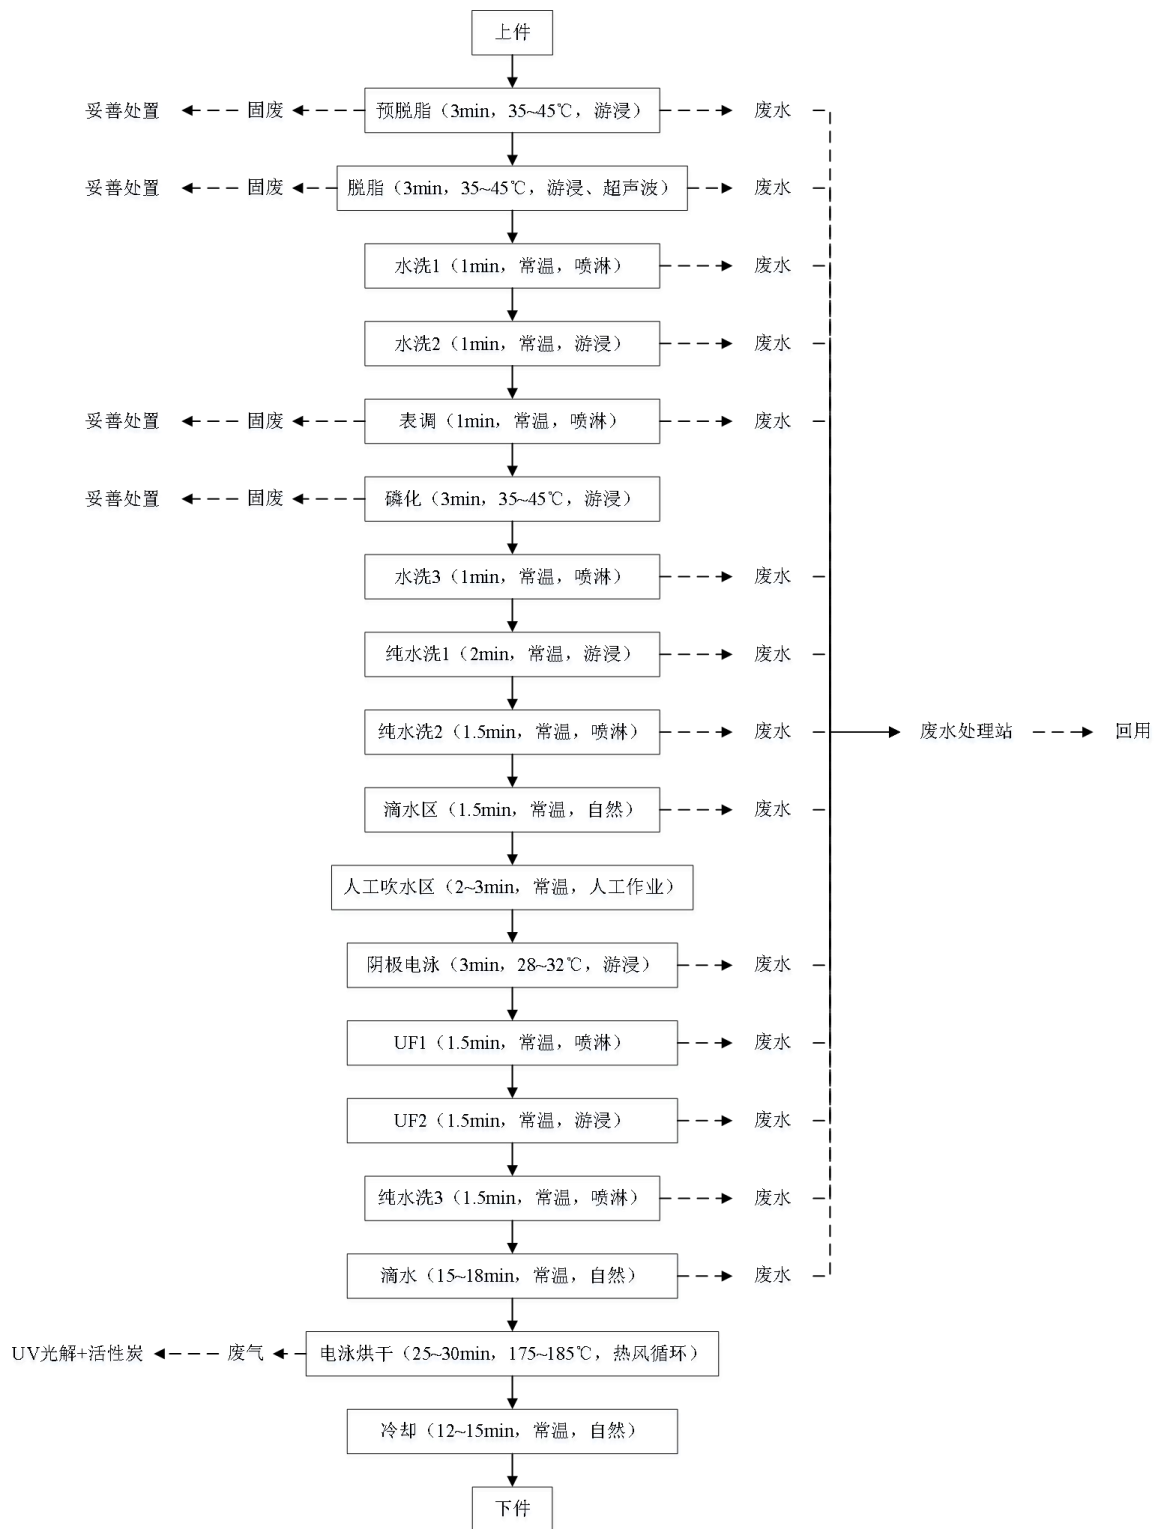 上件
妥善处置 固废 预脱脂（3min，35~45℃，游浸） 废水
妥善处置 固废 脱脂（3min，35~45℃，游浸、超声波） 废水
水洗1（1min，常温，喷淋） 废水
水洗2（1min，常温，游浸） 废水
妥善处置 固废 表调（1min，常温，喷淋） 废水
妥善处置 固废 磷化（3min，35~45℃，游浸）
水洗3（1min，常温，喷淋） 废水
纯水洗1（2min，常温，游浸） 废水
纯水洗2（1.5min，常温，喷淋） 废水 废水处理站 回用
滴水区（1.5min，常温，自然） 废水
人工吹水区（2~3min，常温，人工作业）
阴极电泳（3min，28~32℃，游浸） 废水
UF1（1.5min，常温，喷淋） 废水
UF2（1.5min，常温，游浸） 废水
纯水洗3（1.5min，常温，喷淋） 废水
滴水（15~18min，常温，自然） 废水
UV光解+活性炭 废气 电泳烘干（25~30min，175~185℃，热风循环）
冷却（12~15min，常温，自然）
下件